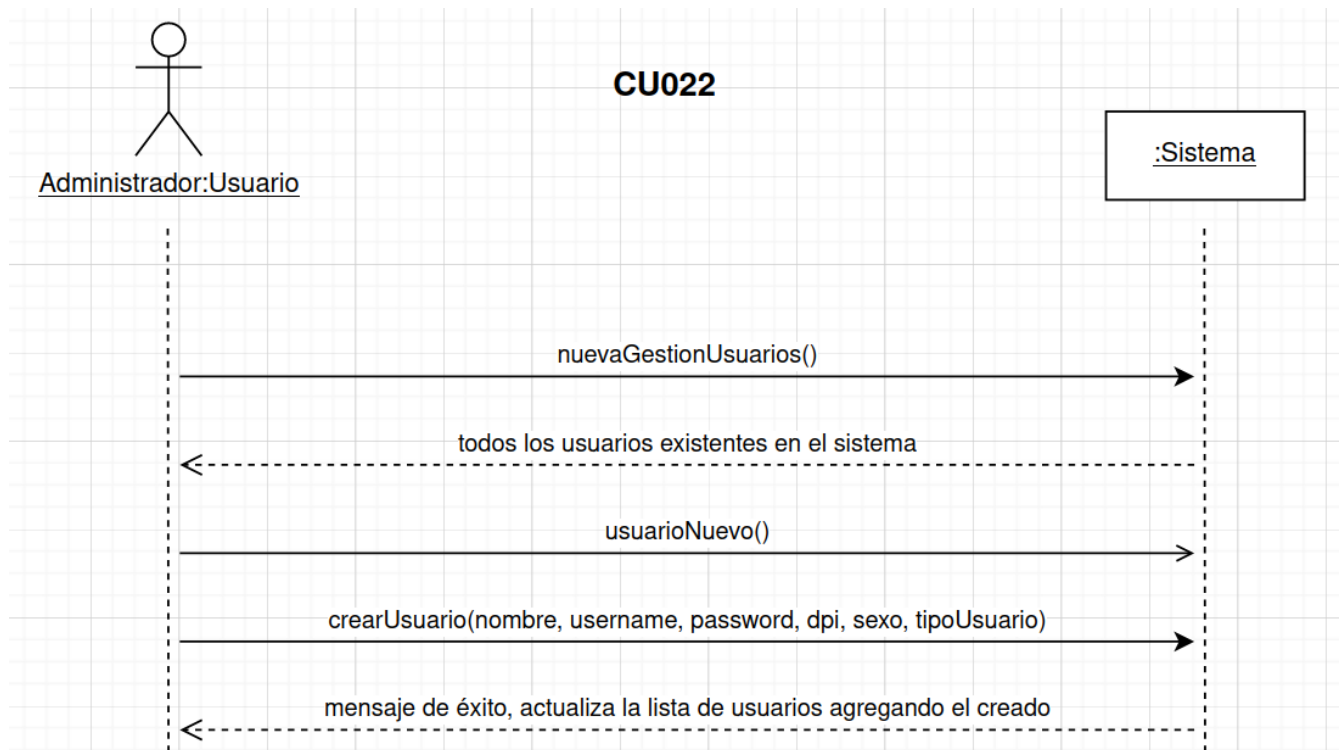 CU022
:Sistema
Administrador:Usuario
nuevaGestionUsuarios()
todos los usuarios existentes en el sistema
usuarioNuevo()
crearUsuario(nombre, username, password, dpi, sexo, tipoUsuario)
mensaje de éxito, actualiza la lista de usuarios agregando el creado